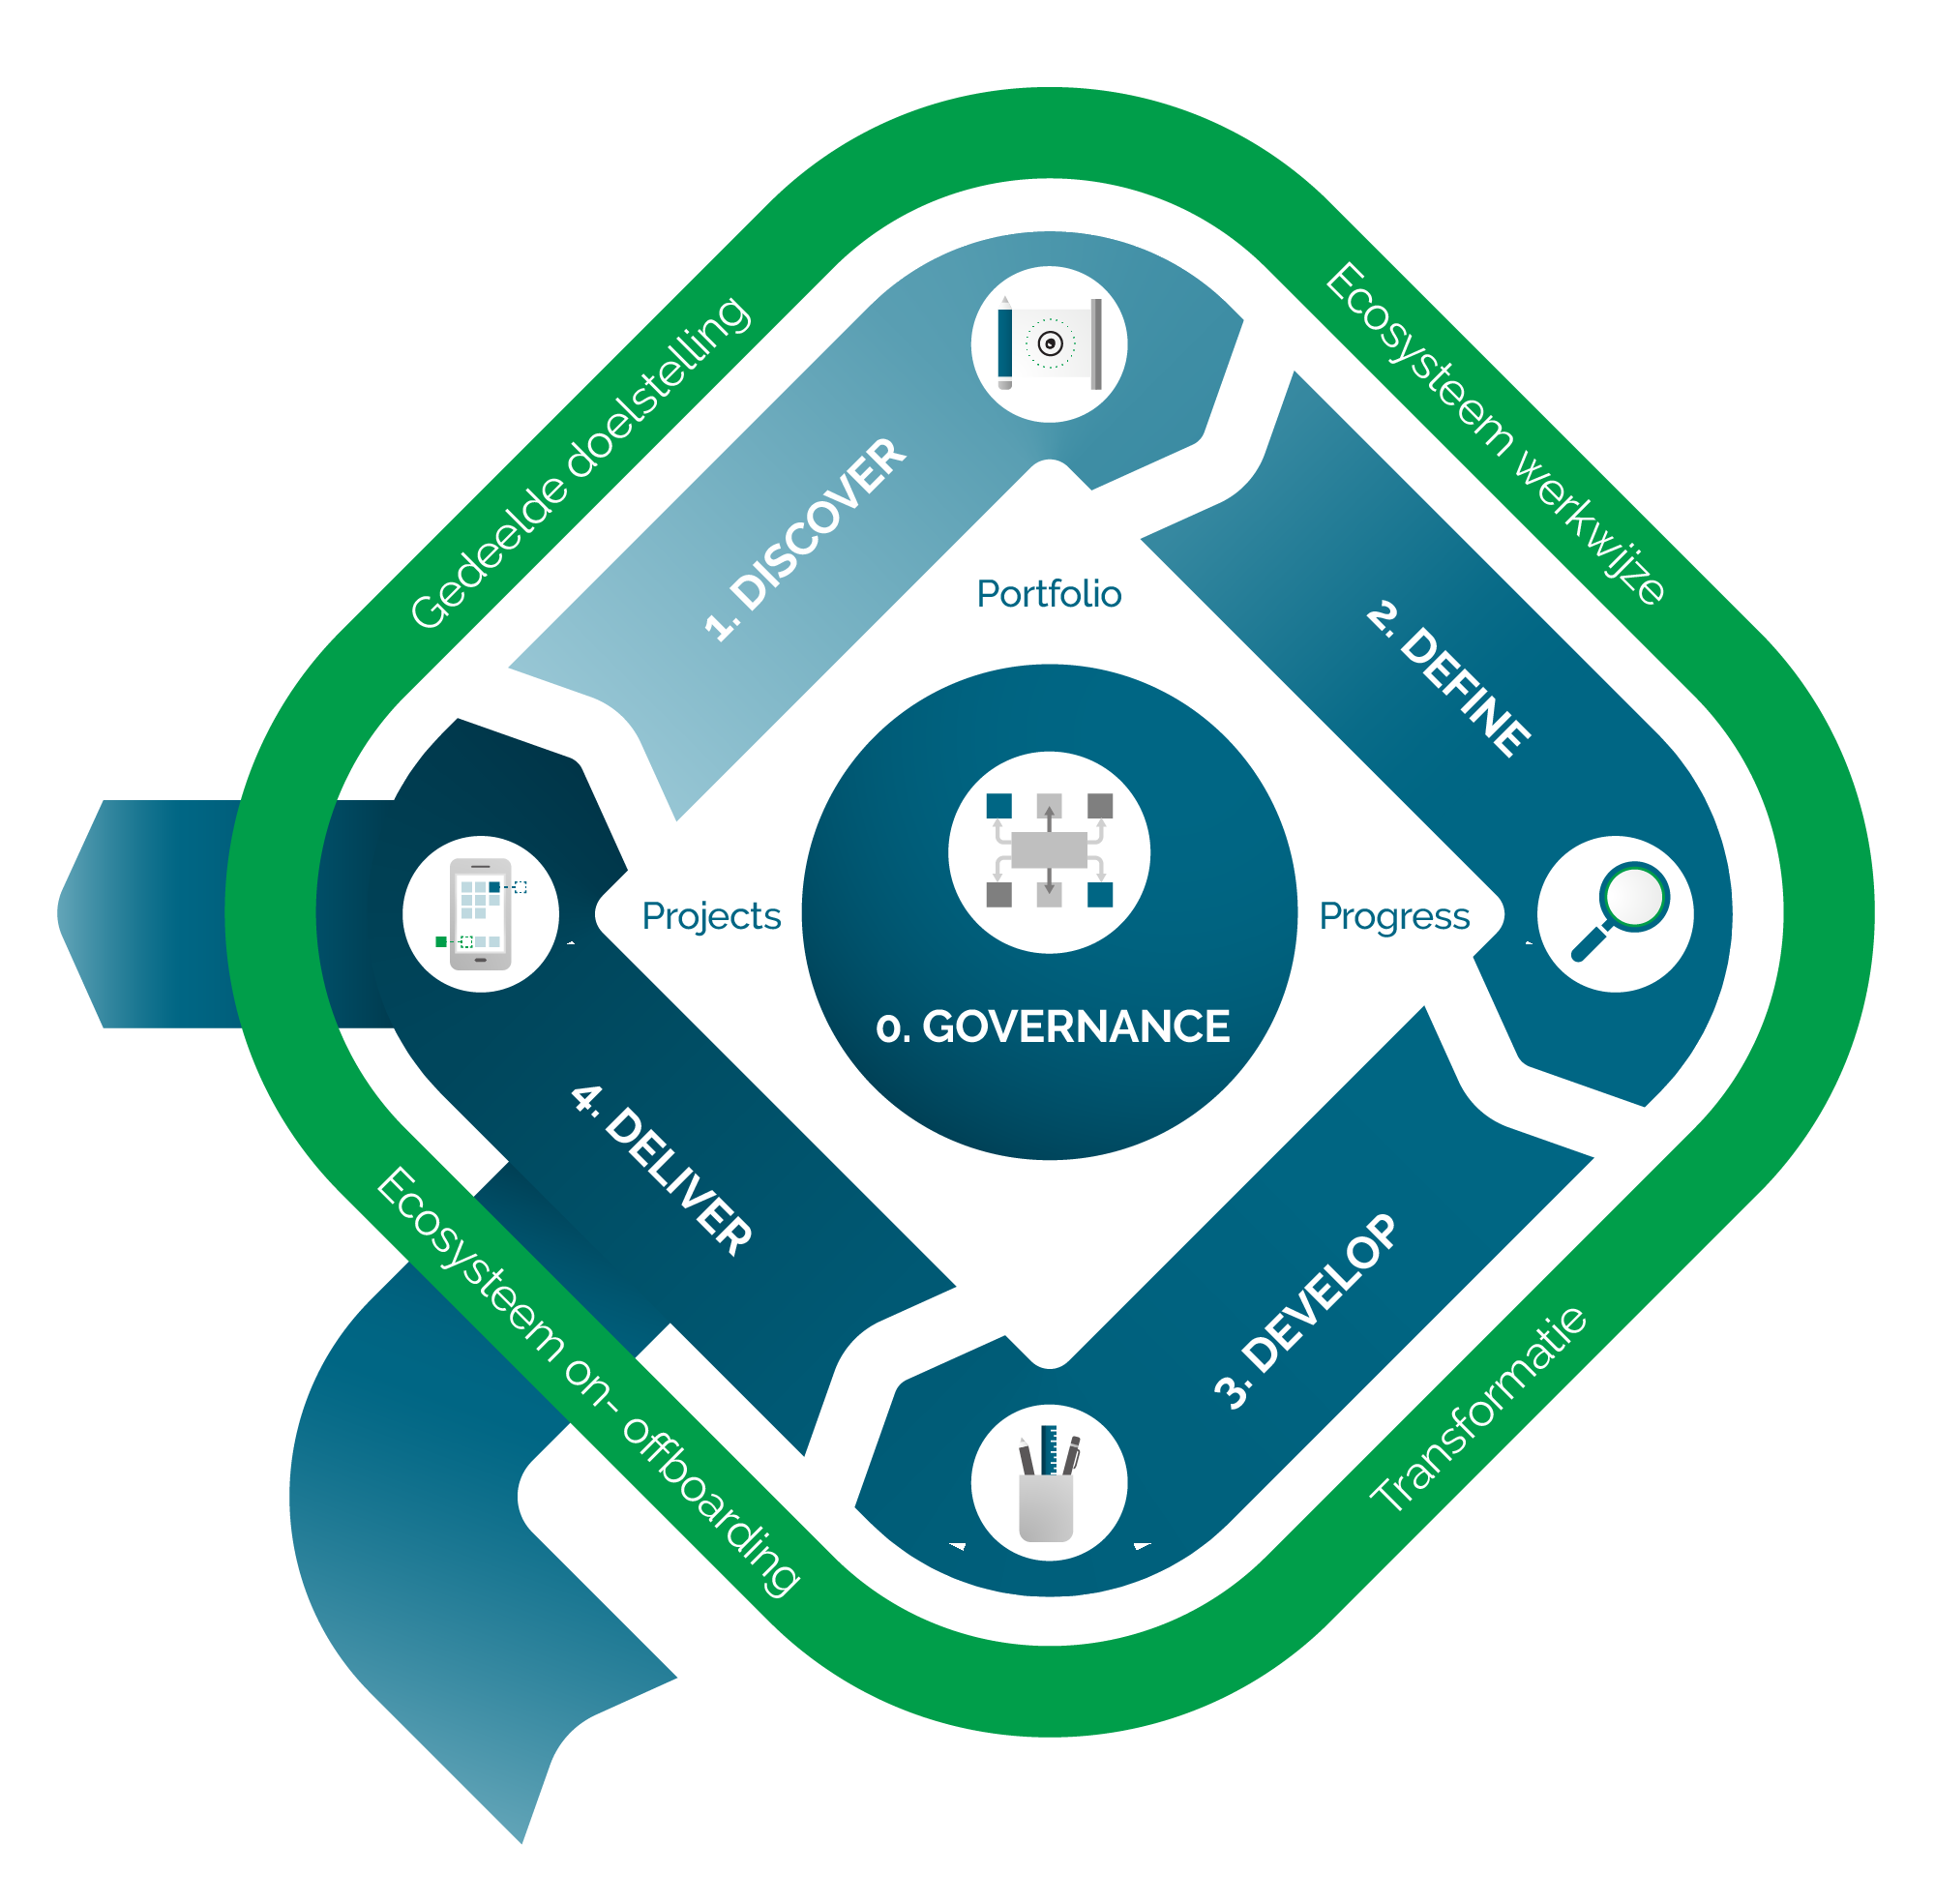 Gedeelde doelstelling
Ecosysteem werkwijze
1. DISCOVER
2. DEFINE
Portfolio
Projects
Progress
0. GOVERNANCE
4. DELIVER
3. DEVELOP
Ecosysteem on- offboarding
Transformatie